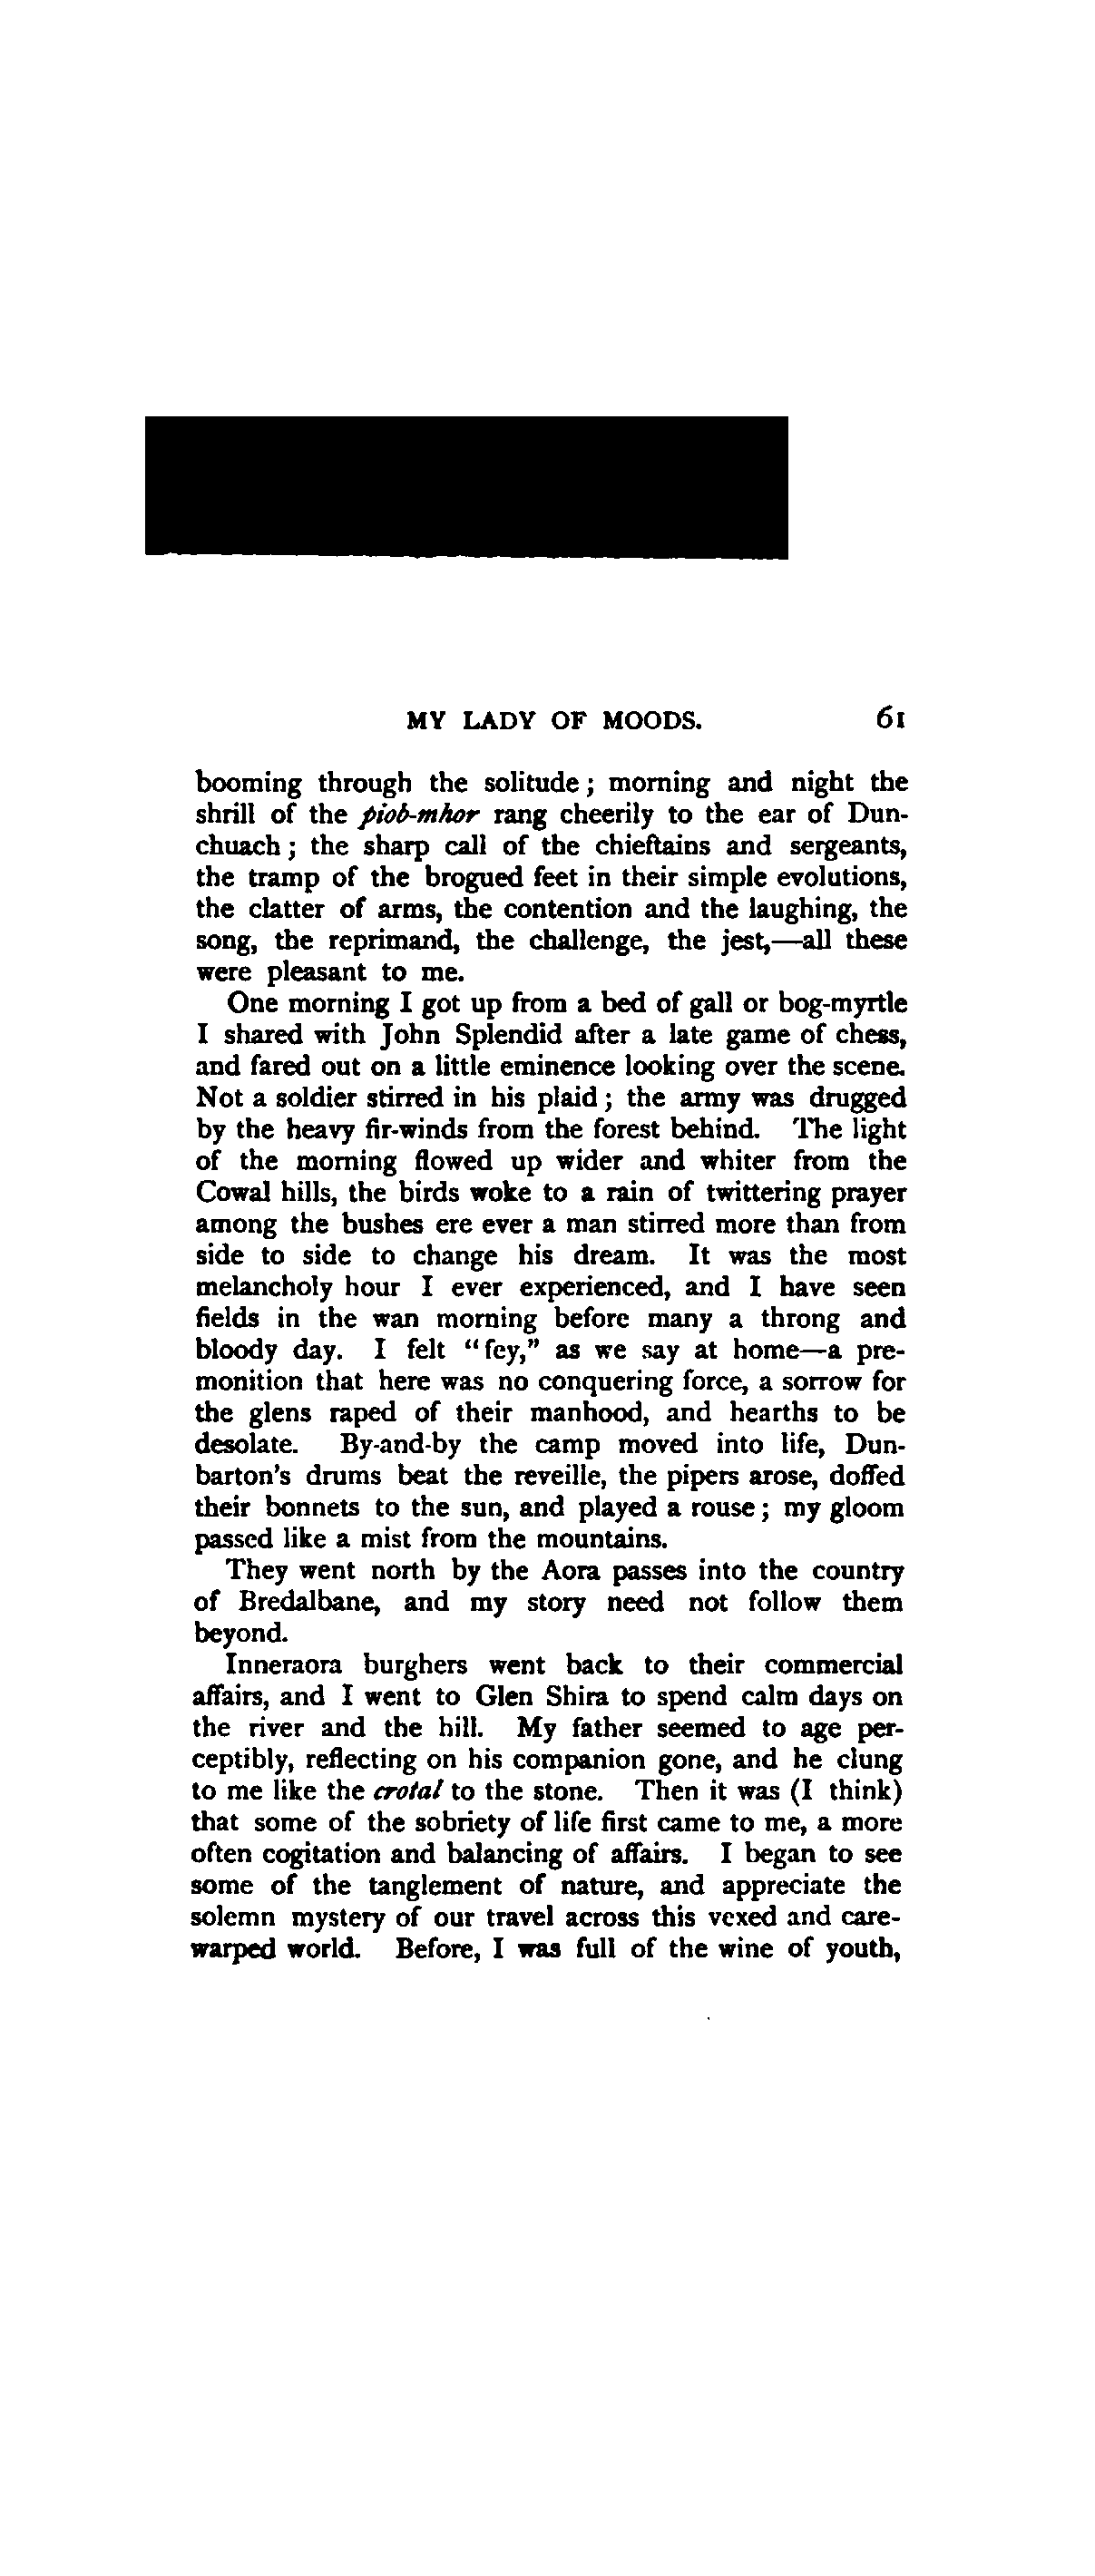 MY LADY OF MOODS. 61
booming through the solitude; morning and night the
shrill of the piob-mhor rang cheerily to the ear of Dun-
chuach; the sharp call of the chieftains and sergeants,
the tramp of the brogued feet in their simple evolutions,
the clatter of arms, the contention and the laughing, the
song, the reprimand, the challenge, the jest,—all these
were pleasant to me.
One morning I got up from a bed of gall or bog-myrtle
I shared with John Splendid after a late game of chess,
and fared out on a little eminence looking over the scene.
Not a soldier stirred in his plaid; the army was drugged
by the heavy fir-winds from the forest behind. The light
of the morning flowed up wider and whiter from the
Cowal hills, the birds woke to a rain of twittering prayer
among the bushes ere ever a man stirred more than from
side to side to change his dream. It was the most
melancholy hour I ever experienced, and I have seen
fields in the wan morning before many a throng and
bloody day. I felt "fey," as we say at home—a pre-
monition that here was no conquering force, a sorrow for
the glens raped of their manhood, and hearths to be
desolate. By-and-by the camp moved into life, Dun-
barton's drums beat the reveille, the pipers arose, doffed
their bonnets to the sun, and played a rouse; my gloom
passed like a mist from the mountains.
They went north by the Aora passes into the country
of Bredalbane, and my story need not follow them
beyond.
Inneraora burghers went back to their commercial
affairs, and I went to Glen Shira to spend calm days on
the river and the hill. My father seemed to age per-
ceptibly, reflecting on his companion gone, and he clung
to me like the crotal to the stone. Then it was (I think)
that some of the sobriety of life first came to me, a more
often cogitation and balancing of affairs. I began to see
some of the tanglement of nature, and appreciate the
solemn mystery of our travel across this vexed and care-
warped world. Before, I was full of the wine of youth,